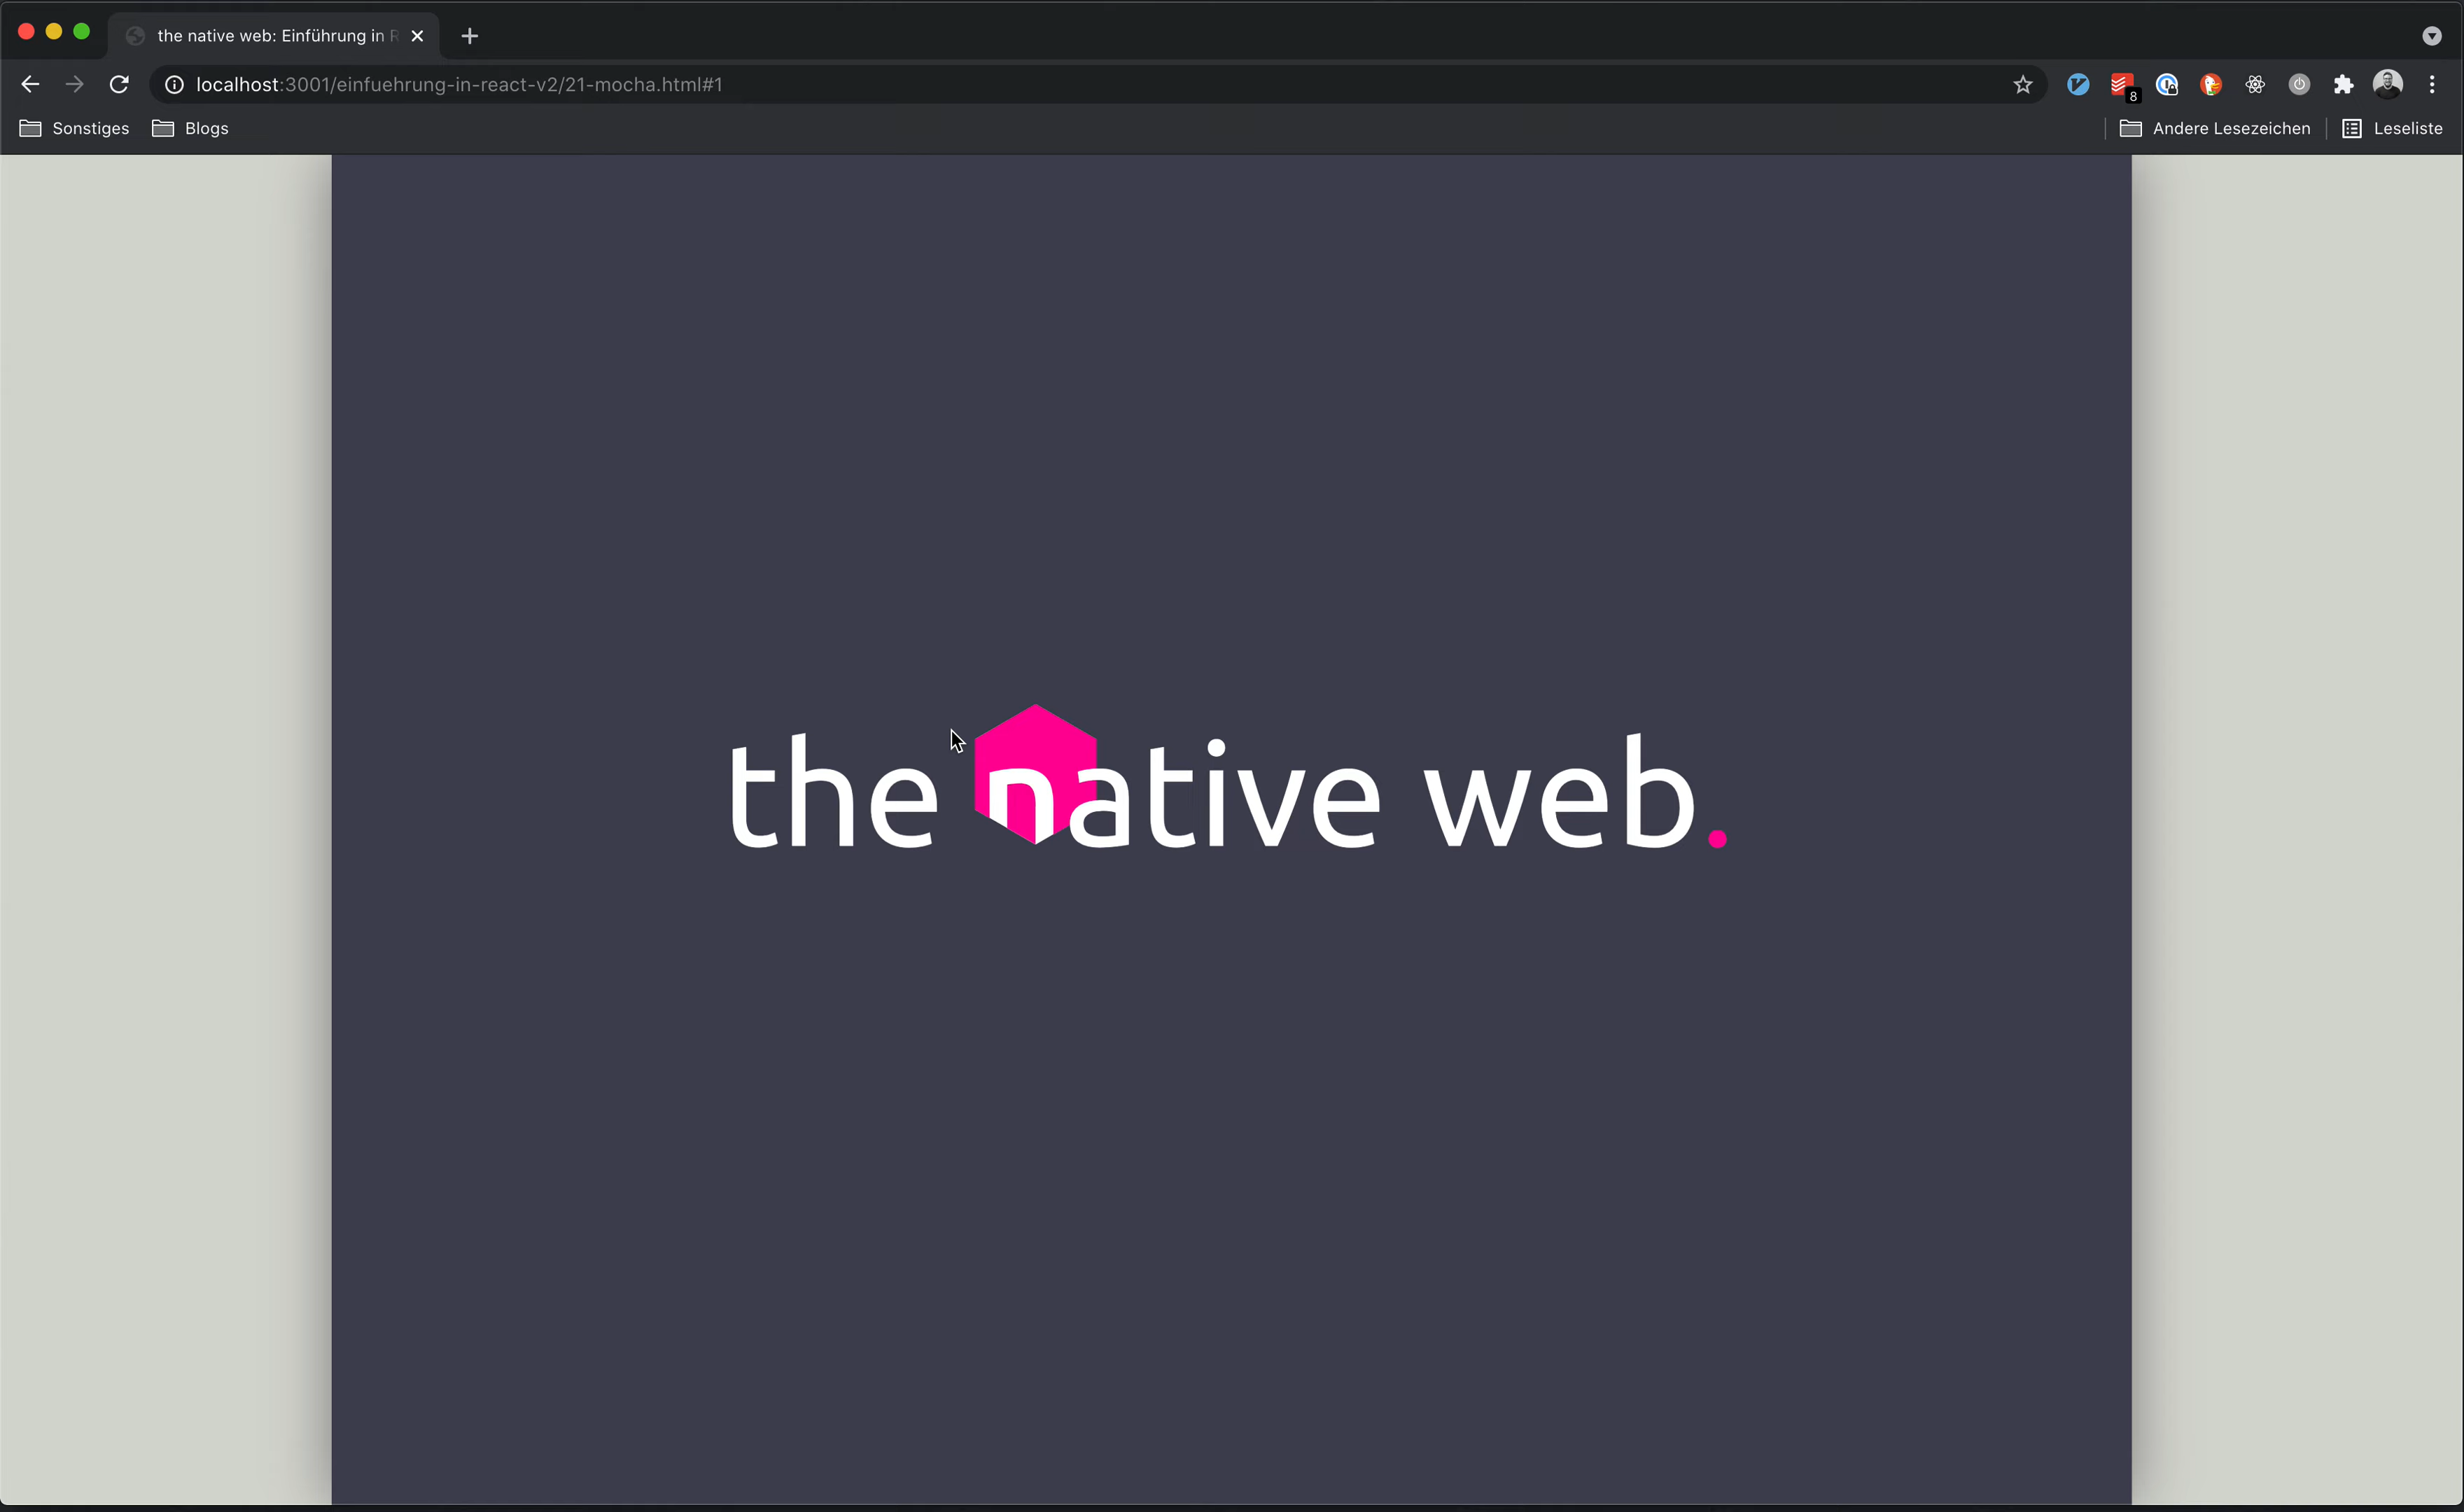 the native web: Einführung in R
localhost:3001/einfuehrung-in-react-v2/21-mocha.html#1
8
Sonstiges Blogs Andere Lesezeichen Leseliste
the native web.